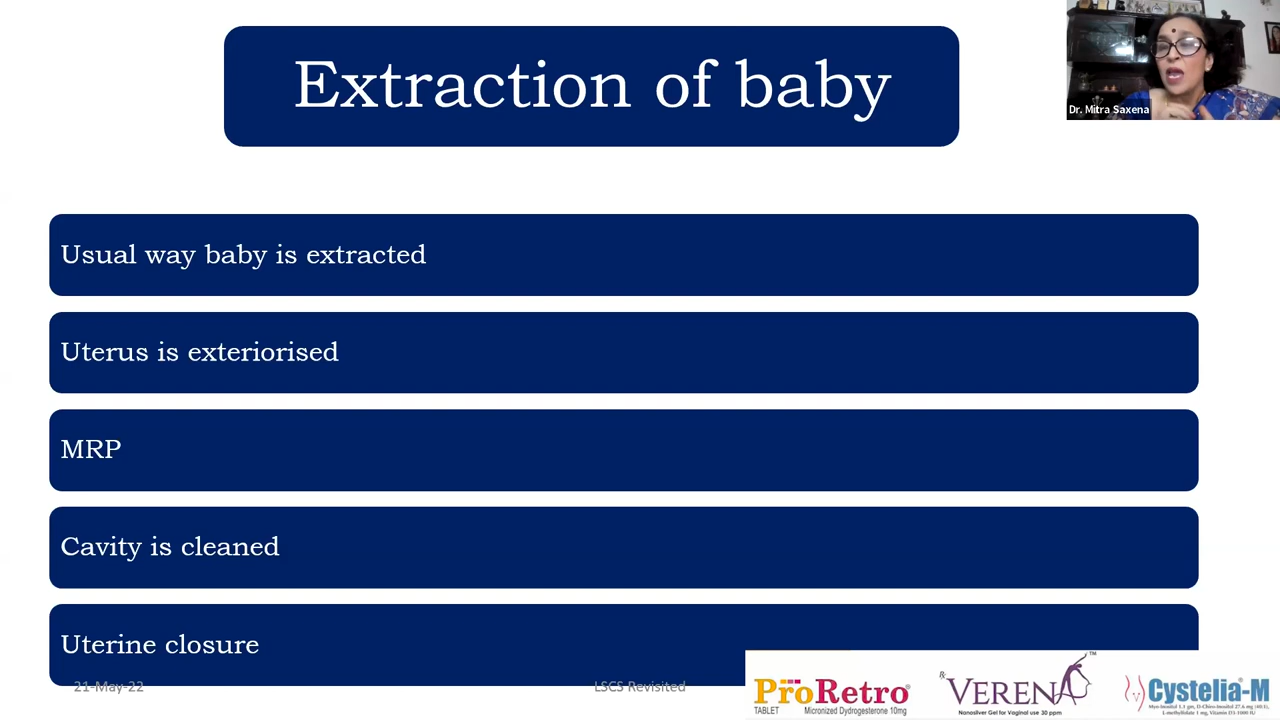 Extraction of baby
Dr. Mitra Saxena
Usual way baby is extracted
Uterus is exteriorised
MRP
Cavity is cleaned
Uterine closure
21-May-22
LSCS Revisited
ProRetro®
TABLET Micronized Dydrogesterone 10mg
VERENA™
Nanosilver Gel for Vaginal use 30 ppm
Cystelia®-M